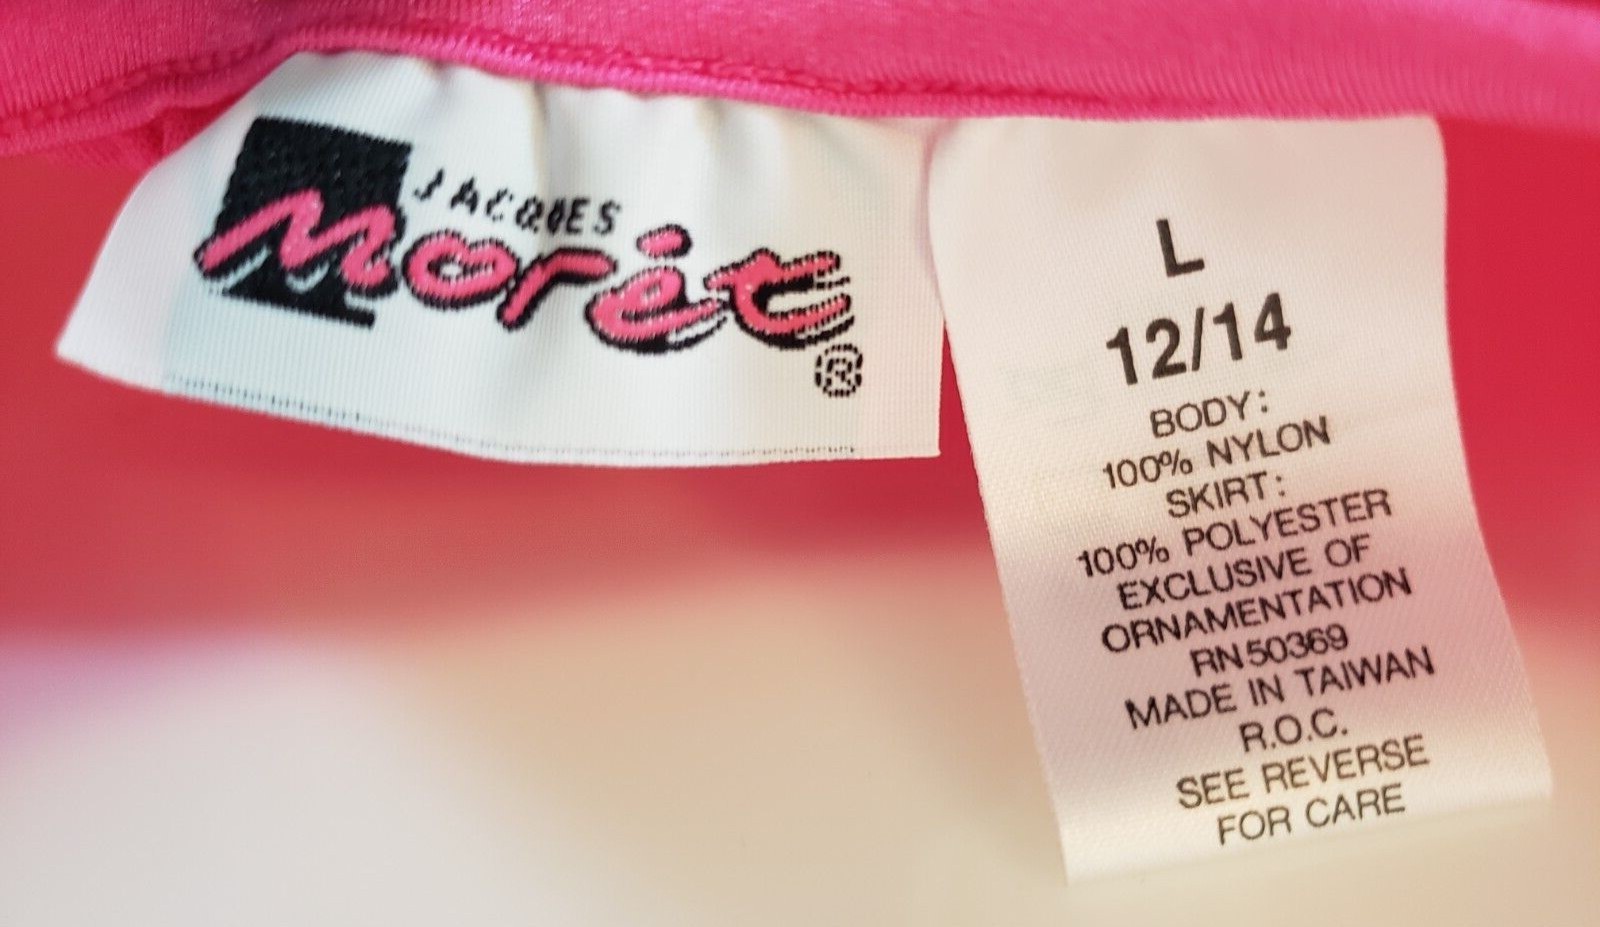 JACQUES
Morét
®
L
12/14
BODY:
100% NYLON
SKIRT:
100% POLYESTER
EXCLUSIVE OF
ORNAMENTATION
RN50369
MADE IN TAIWAN
R.O.C.
SEE REVERSE
FOR CARE